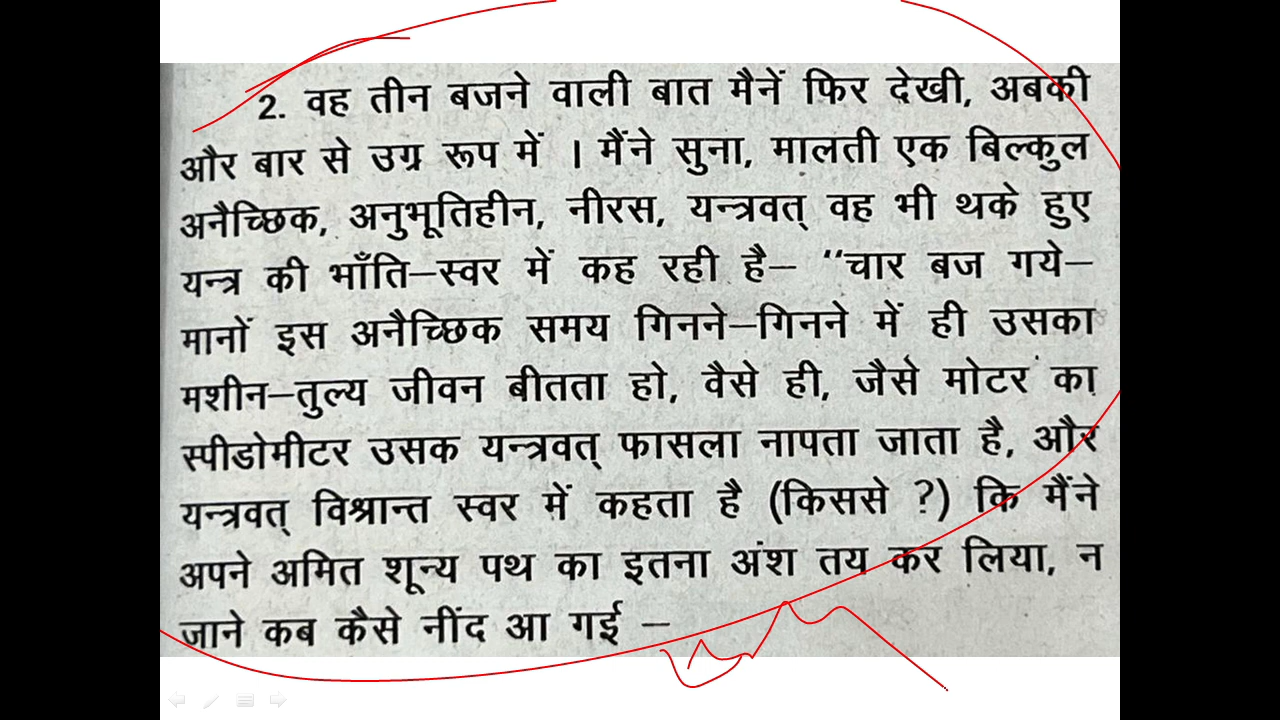 2. वह तीन बजने वाली बात मैनें फिर देखी, अबकी
और बार से उग्र रूप में । मैंने सुना, मालती एक बिल्कुल
अनैच्छिक, अनुभूतिहीन, नीरस, यन्त्रवत् वह भी थके हुए
यन्त्र की भाँति–स्वर में कह रही है– “चार बज गये–
मानों इस अनैच्छिक समय गिनने–गिनने में ही उसका
मशीन–तुल्य जीवन बीतता हो, वैसे ही, जैसे मोटर का
स्पीडोमीटर उसक यन्त्रवत् फासला नापता जाता है, और
यन्त्रवत् विश्रान्त स्वर में कहता है (किससे ?) कि मैंने
अपने अमित शून्य पथ का इतना अंश तय कर लिया, न
जाने कब कैसे नींद आ गई –